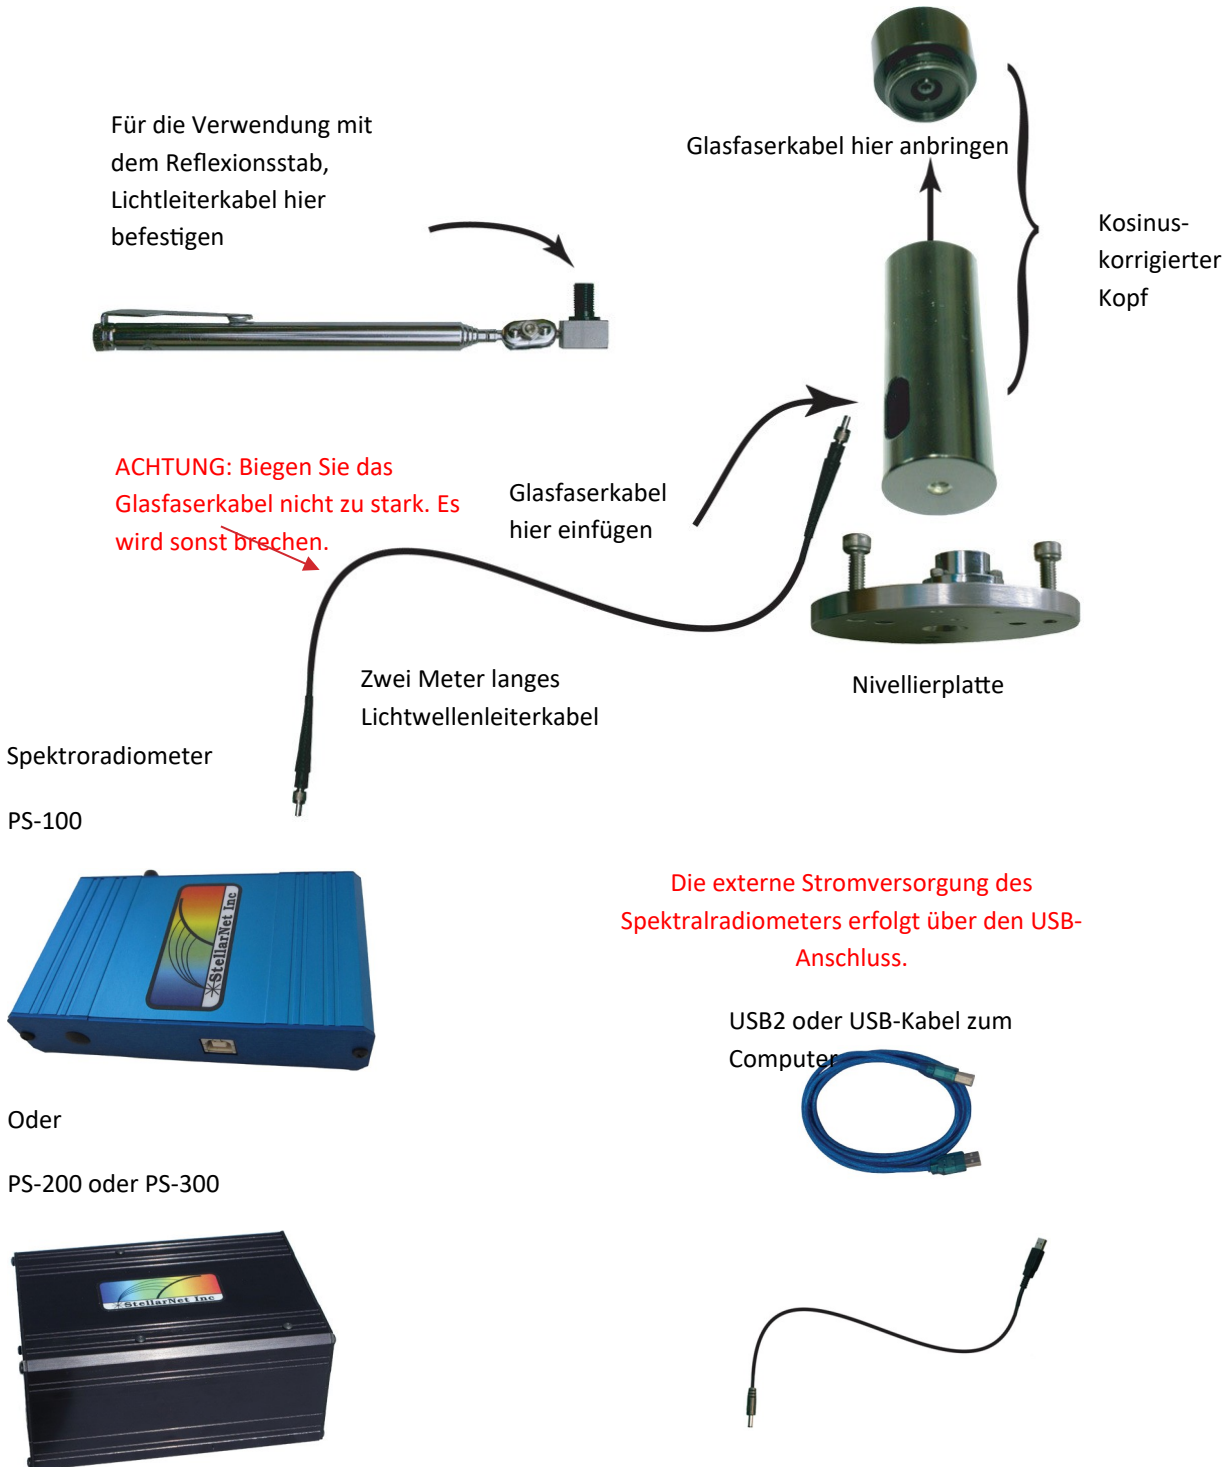 Für die Verwendung mit
dem Reflexionsstab,
Lichtleiterkabel hier
befestigen
Glasfaserkabel hier anbringen
Kosinus-
korrigierter
Kopf
ACHTUNG: Biegen Sie das
Glasfaserkabel nicht zu stark. Es
wird sonst brechen.
Glasfaserkabel
hier einfügen
Zwei Meter langes
Lichtwellenleiterkabel
Nivellierplatte
Spektroradiometer
PS-100
StellarNet Inc
Die externe Stromversorgung des
Spektralradiometers erfolgt über den USB-
Anschluss.
USB2 oder USB-Kabel zum
Computer
Oder
PS-200 oder PS-300
StellarNet Inc